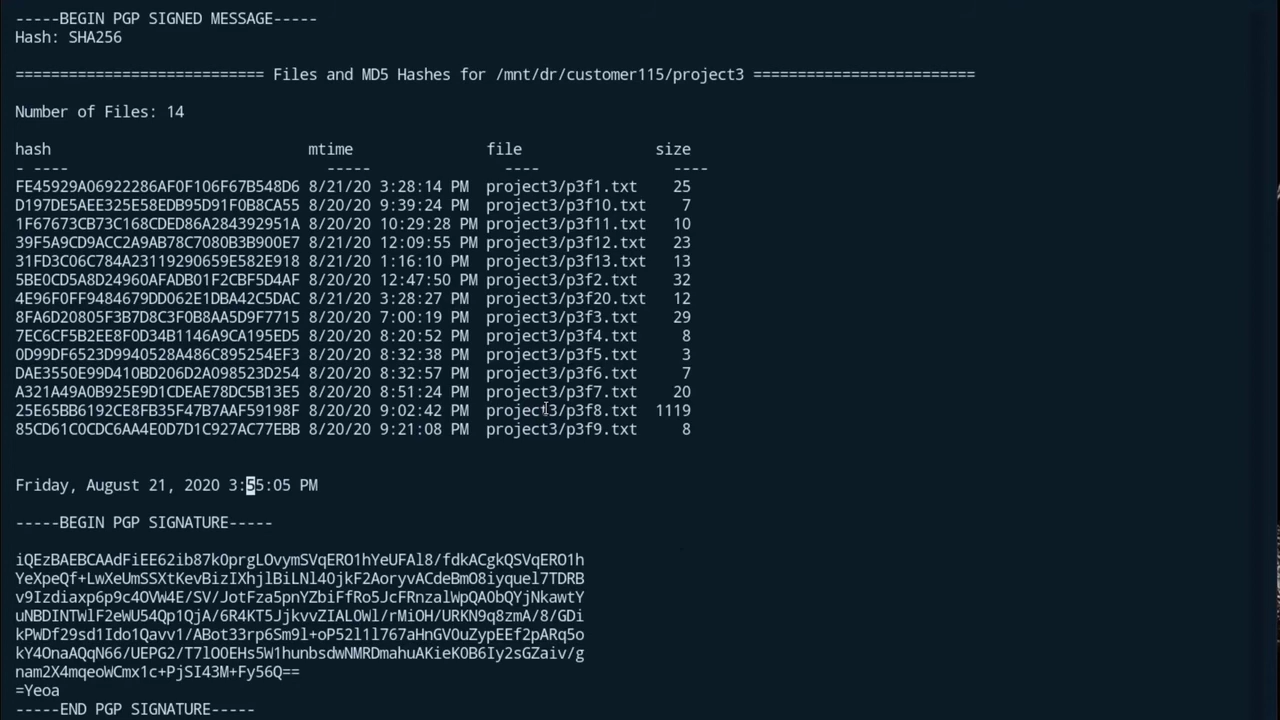 -----BEGIN PGP SIGNED MESSAGE-----
Hash: SHA256
============================ Files and MD5 Hashes for /mnt/dr/customer115/project3 =========================
Number of Files: 14
hash mtime file size
- ---- ----- ---- ----
FE45929A06922286AF0F106F67B548D6 8/21/20 3:28:14 PM project3/p3f1.txt 25
D197DE5AEE325E58EDB95D91F0B8CA55 8/20/20 9:39:24 PM project3/p3f10.txt 7
1F67673CB73C168CDED86A284392951A 8/20/20 10:29:28 PM project3/p3f11.txt 10
39F5A9CD9ACC2A9AB78C7080B3B900E7 8/21/20 12:09:55 PM project3/p3f12.txt 23
31FD3C06C784A23119290659E582E918 8/21/20 1:16:10 PM project3/p3f13.txt 13
5BE0CD5A8D24960AFADB01F2CBF5D4AF 8/20/20 12:47:50 PM project3/p3f2.txt 32
4E96F0FF9484679DD062E1DBA42C5DAC 8/21/20 3:28:27 PM project3/p3f20.txt 12
8FA6D20805F3B7D8C3F0B8AA5D9F7715 8/20/20 7:00:19 PM project3/p3f3.txt 29
7EC6CF5B2EE8F0D34B1146A9CA195ED5 8/20/20 8:20:52 PM project3/p3f4.txt 8
0D99DF6523D9940528A486C895254EF3 8/20/20 8:32:38 PM project3/p3f5.txt 3
DAE3550E99D410BD206D2A098523D254 8/20/20 8:32:57 PM project3/p3f6.txt 7
A321A49A0B925E9D1CDEAE78DC5B13E5 8/20/20 8:51:24 PM project3/p3f7.txt 20
25E65BB6192CE8FB35F47B7AAF59198F 8/20/20 9:02:42 PM project3/p3f8.txt 1119
85CD61C0CDC6AA4E0D7D1C927AC77EBB 8/20/20 9:21:08 PM project3/p3f9.txt 8
Friday, August 21, 2020 3:55:05 PM
-----BEGIN PGP SIGNATURE-----
iQEzBAEBCAAdFiEE62ib87k0prgLOvymSVqERO1hYeUFAl8/fdkACgkQSVqERO1h
YeXpeQf+LwXeUmSSXtKevBizIXhjlBiLNl40jkF2AoryvACdeBmO8iyquel7TDRB
v9Izdiaxp6p9c4OVW4E/SV/JotFza5pnYZbiFfRo5JcFRnzalWpQAObQYjNkawtY
uNBDINTWlF2eWU54Qp1QjA/6R4KT5JjkvvZIAL0Wl/rMiOH/URKN9q8zmA/8/GDi
kPWDf29sd1Ido1Qavv1/ABot33rp6Sm9l+oP52l1l767aHnGV0uZypEEf2pARq5o
kY4OnaAQqN66/UEPG2/T7lOOEHs5W1hunbsdwNMRDmahuAKieK0B6Iy2sGZaiv/g
nam2X4mqeoWCmx1c+PjSI43M+Fy56Q==
=Yeoa
-----END PGP SIGNATURE-----